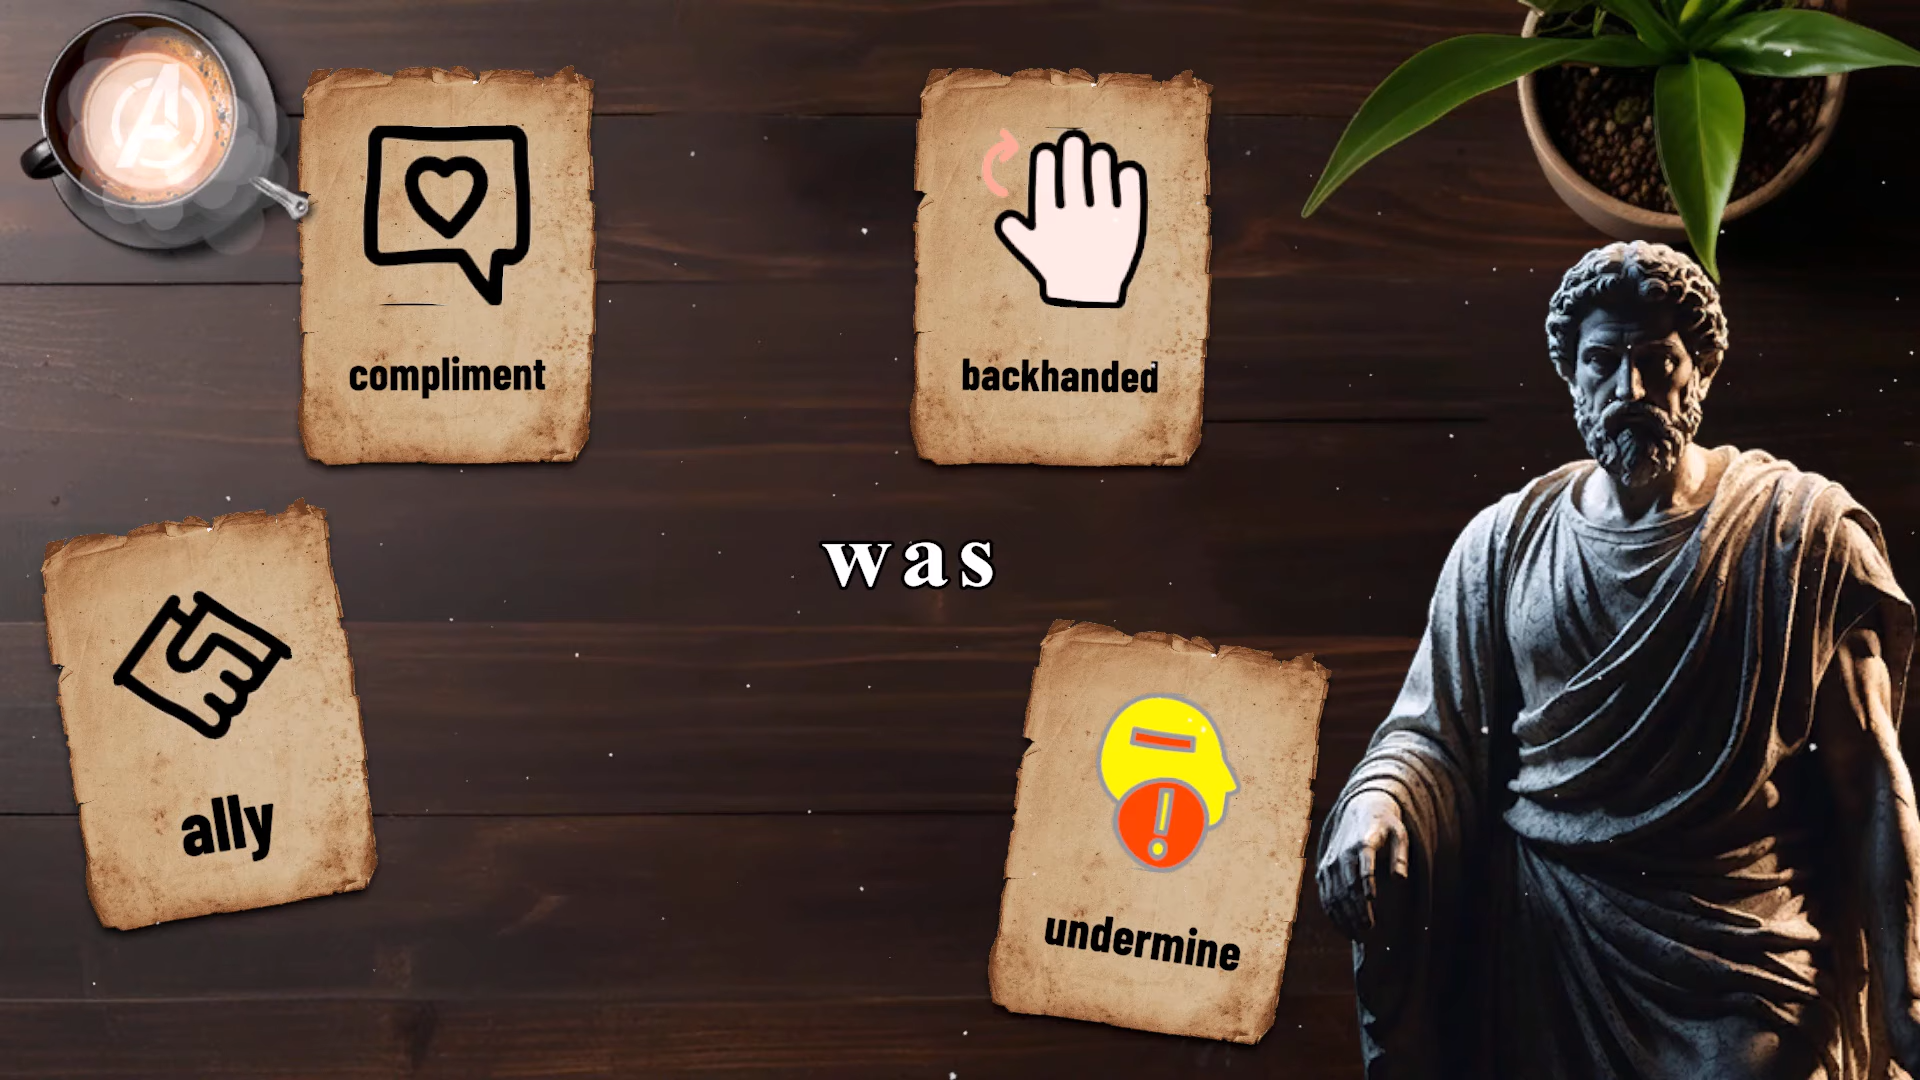 compliment
backhanded
was
ally
undermine